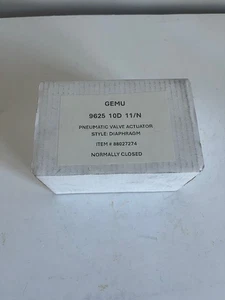 GEMU
9625 10D 11/N
PNEUMATIC VALVE ACTUATOR
STYLE: DIAPHRAGM
ITEM # 88027274
NORMALLY CLOSED